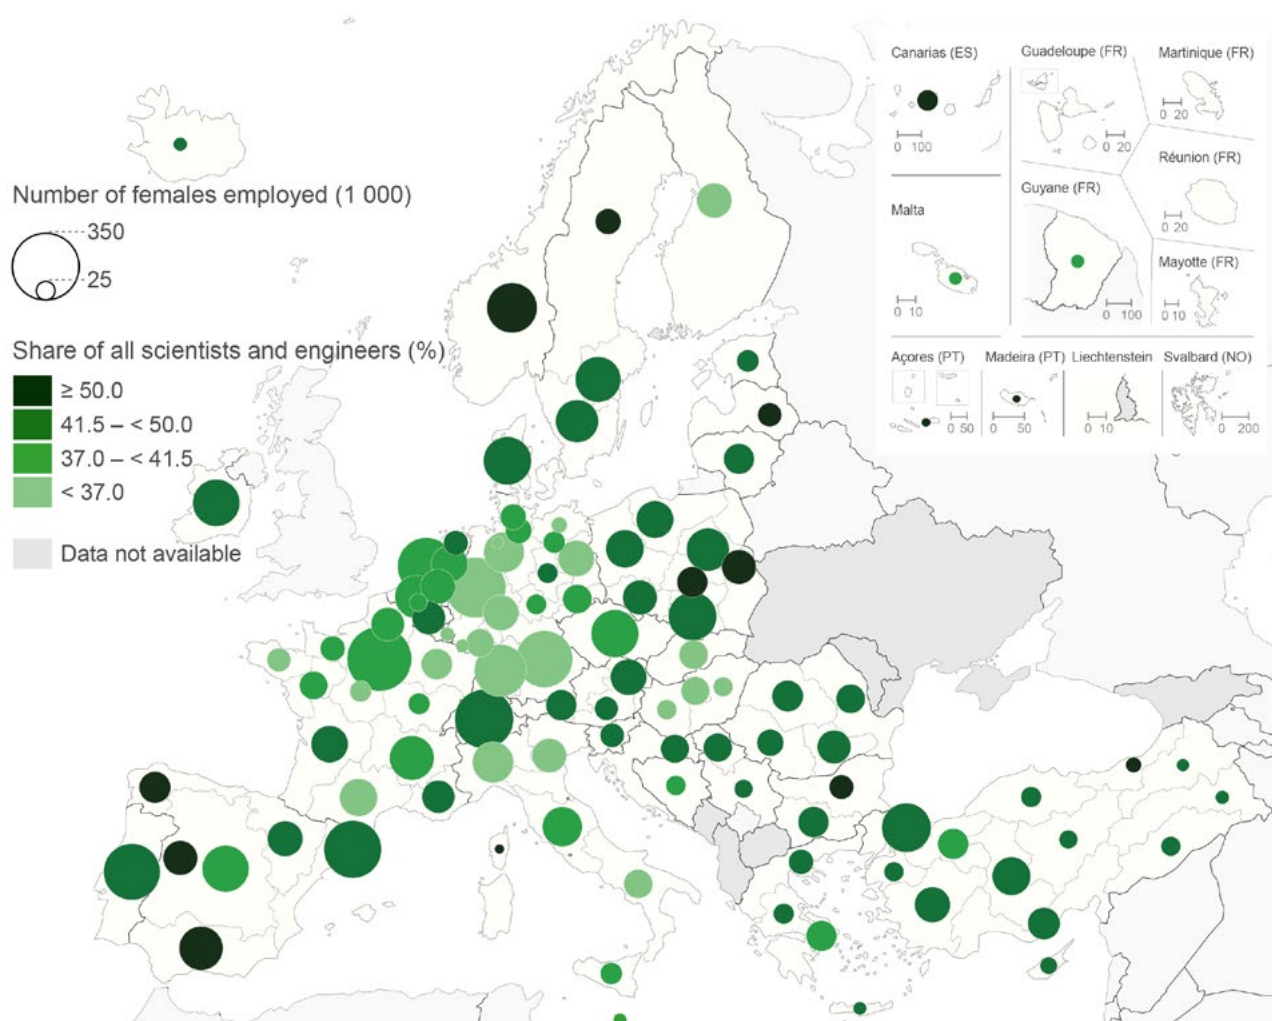 Number of females employed (1 000)
350
25
Share of all scientists and engineers (%)
≥ 50.0
41.5 – < 50.0
37.0 – < 41.5
< 37.0
Data not available
Canarias (ES)
0 100
Guadeloupe (FR)
0 20
Martinique (FR)
0 20
Réunion (FR)
0 20
Malta
0 10
Guyane (FR)
0 100
Mayotte (FR)
0 10
Açores (PT)
0 50
Madeira (PT)
0 50
Liechtenstein
0 10
Svalbard (NO)
0 200